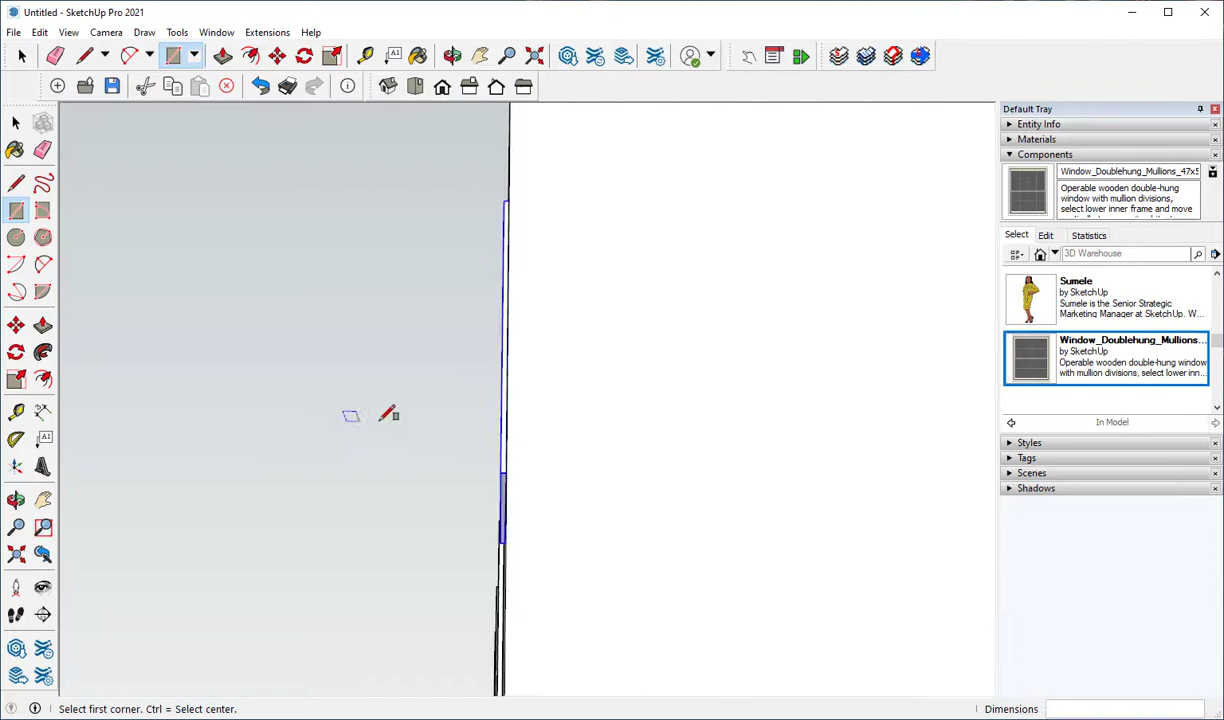 Untitled - SketchUp Pro 2021
File Edit View Camera Draw Tools Window Extensions Help
Default Tray
Entity Info
Materials
Components
Window_Doublehung_Mullions_47x5
Operable wooden double-hung
window with mullion divisions,
select lower inner frame and move
Select Edit Statistics
3D Warehouse
Sumele
by SketchUp
Sumele is the Senior Strategic
Marketing Manager at SketchUp. W...
Window_Doublehung_Mullions...
by SketchUp
Operable wooden double-hung window
with mullion divisions, select lower inn...
In Model
Styles
Tags
Scenes
Shadows
Select first corner. Ctrl = Select center.
Dimensions